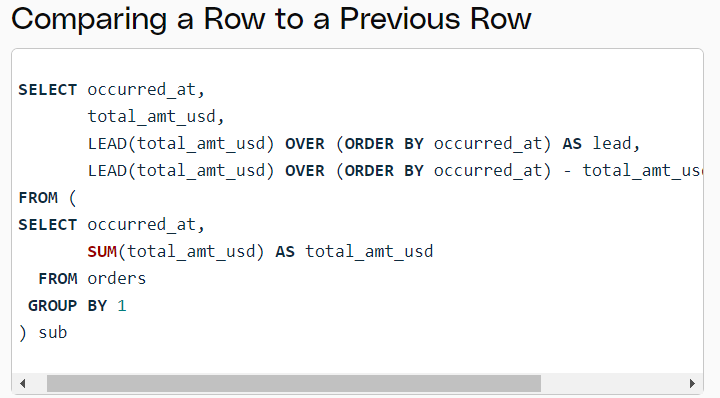 Comparing a Row to a Previous Row
SELECT occurred_at,
       total_amt_usd,
       LEAD(total_amt_usd) OVER (ORDER BY occurred_at) AS lead,
       LEAD(total_amt_usd) OVER (ORDER BY occurred_at) - total_amt_us
FROM (
SELECT occurred_at,
       SUM(total_amt_usd) AS total_amt_usd
  FROM orders
 GROUP BY 1
) sub